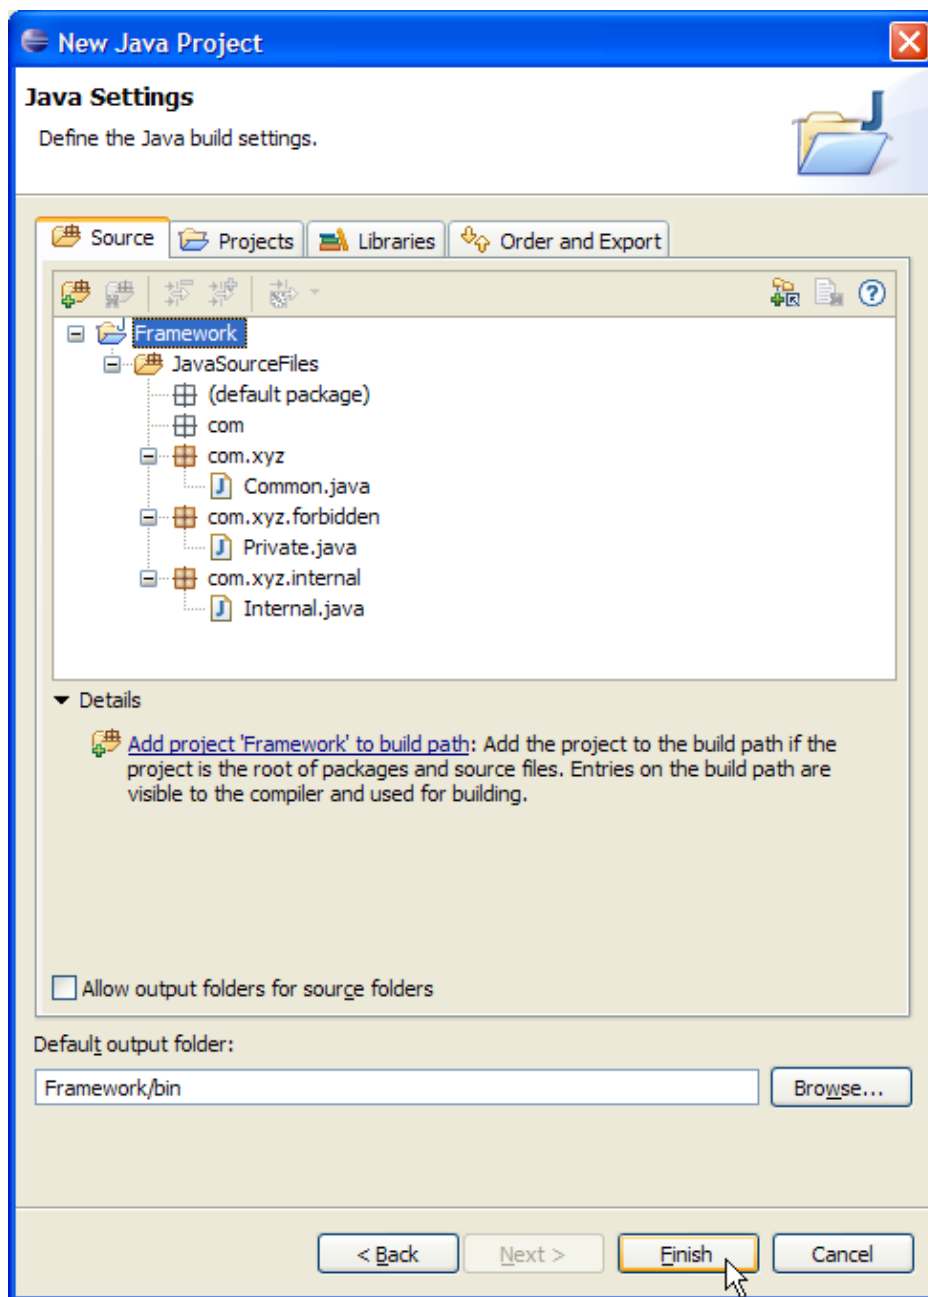 New Java Project
Java Settings
Define the Java build settings.
Source Projects Libraries Order and Export
Framework
JavaSourceFiles
(default package)
com
com.xyz
Common.java
com.xyz.forbidden
Private.java
com.xyz.internal
Internal.java
Details
Add project 'Framework' to build path: Add the project to the build path if the
project is the root of packages and source files. Entries on the build path are
visible to the compiler and used for building.
Allow output folders for source folders
Default output folder:
Framework/bin Browse...
< Back Next > Finish Cancel